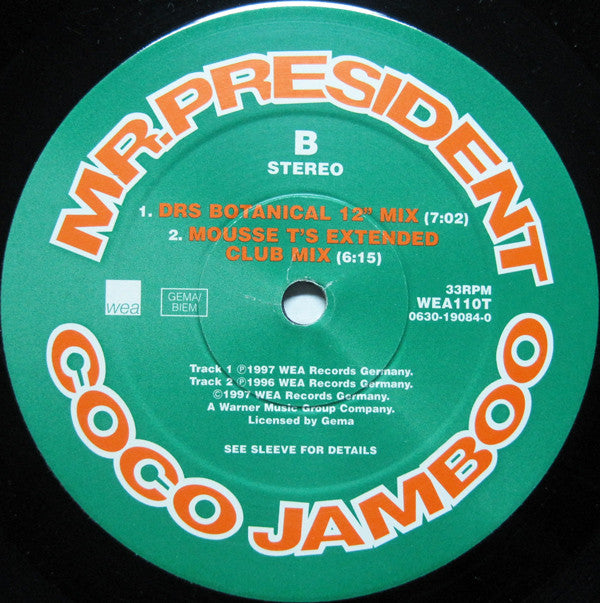 MR.PRESIDENT
B
STEREO
1. DRS BOTANICAL 12" MIX (7:02)
2. MOUSSE T'S EXTENDED
CLUB MIX (6:15)
wea
GEMA/
BIEM
33RPM
WEA110T
0630-19084-0
Track 1 ℗1997 WEA Records Germany.
Track 2 ℗1996 WEA Records Germany.
©1997 WEA Records Germany.
A Warner Music Group Company.
Licensed by Gema
SEE SLEEVE FOR DETAILS
COCO JAMBOO